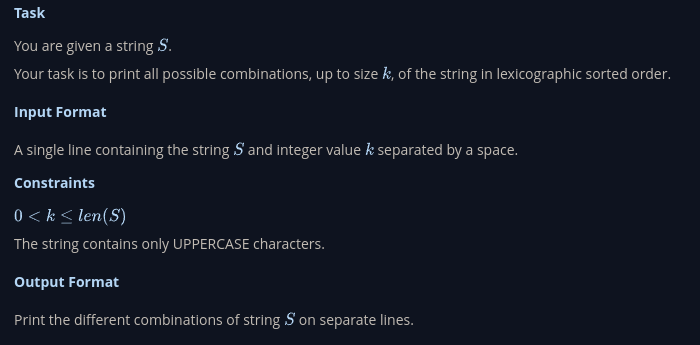 Task
You are given a string S.
Your task is to print all possible combinations, up to size k, of the string in lexicographic sorted order.
Input Format
A single line containing the string S and integer value k separated by a space.
Constraints
0 < k ≤ len(S)
The string contains only UPPERCASE characters.
Output Format
Print the different combinations of string S on separate lines.